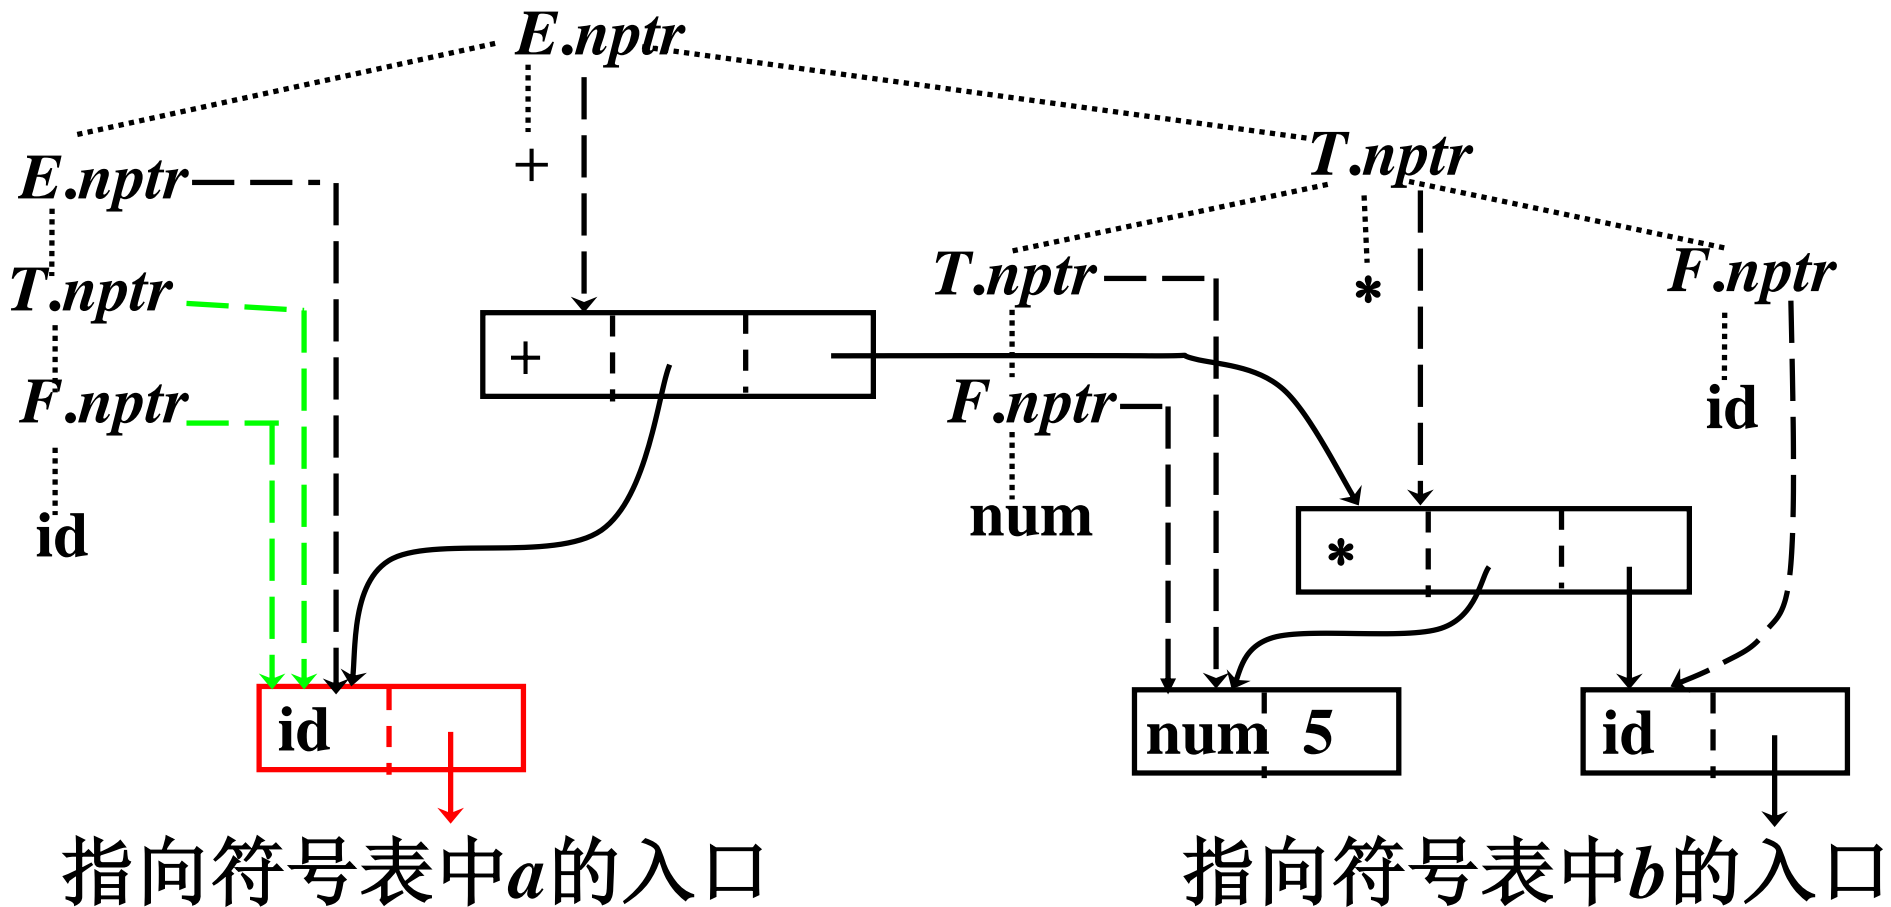 E.nptr
+
T.nptr
E.nptr
T.nptr
*
F.nptr
T.nptr
+
F.nptr
F.nptr
id
id
num
*
id
num 5
id
指向符号表中a的入口
指向符号表中b的入口